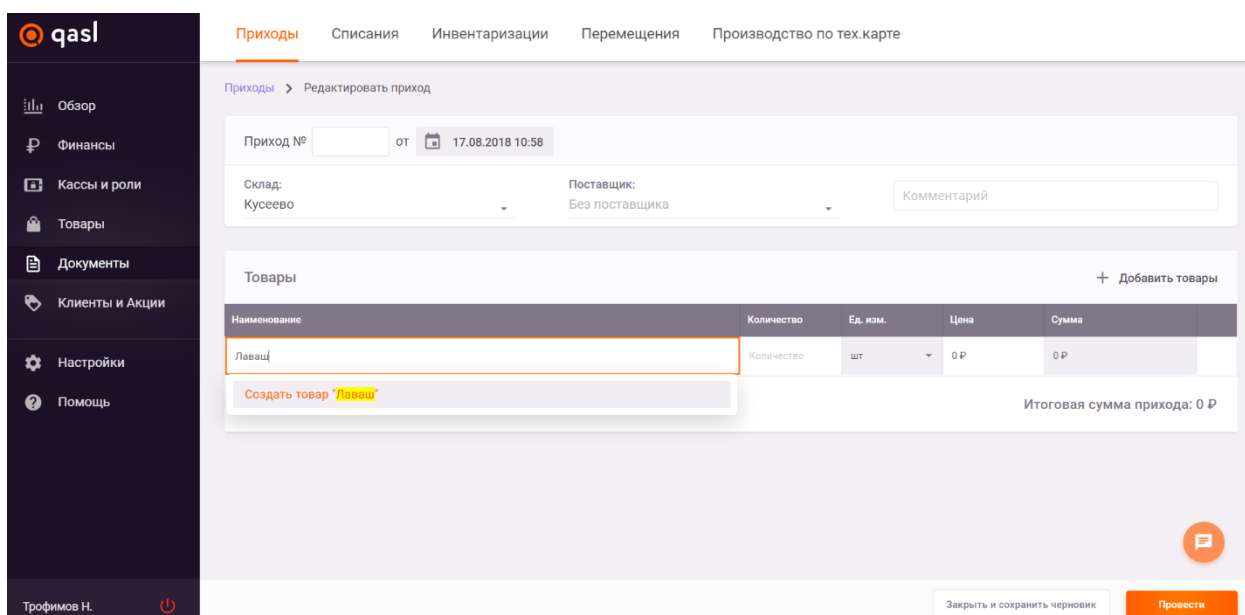 qasl
Приходы Списания Инвентаризации Перемещения Производство по тех.карте
Приходы > Редактировать приход
Обзор
Финансы
Кассы и роли
Товары
Документы
Клиенты и Акции
Настройки
Помощь
Трофимов Н.
Приход № от 17.08.2018 10:58
Склад: Поставщик:
Кусеево Без поставщика Комментарий
Товары + Добавить товары
Наименование Количество Ед. изм. Цена Сумма
Лаваш Количество шт 0 ₽ 0 ₽
Создать товар "Лаваш"
Итоговая сумма прихода: 0 ₽
Закрыть и сохранить черновик Провести